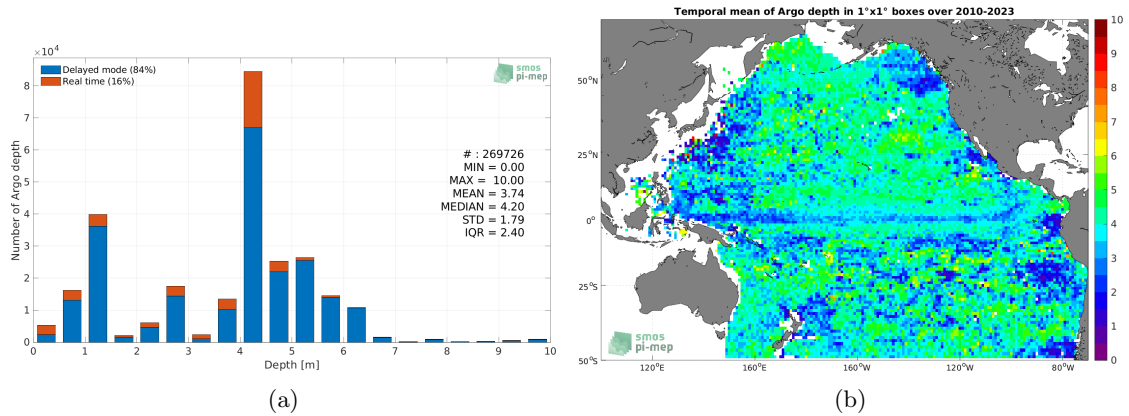 ×10⁴
Delayed mode (84%)
Real time (16%)
smos
pi-mep
# : 269726
MIN = 0.00
MAX = 10.00
MEAN = 3.74
MEDIAN = 4.20
STD = 1.79
IQR = 2.40
Number of Argo depth
8
7
6
5
4
3
2
1
0
0 1 2 3 4 5 6 7 8 9 10
Depth [m]
(a)
Temporal mean of Argo depth in 1°x1° boxes over 2010-2023
50°N
25°N
0°
25°S
50°S
120°E 160°E 160°W 120°W 80°W
smos
pi-mep
10
9
8
7
6
5
4
3
2
1
0
(b)